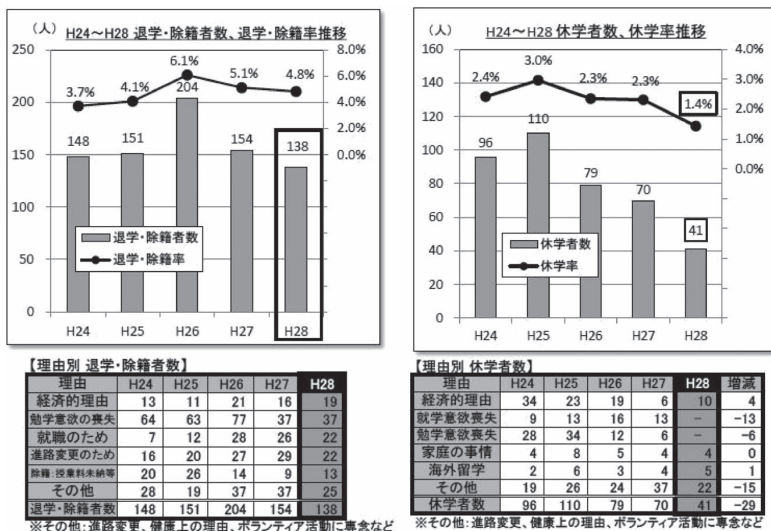 H24～H28 退学・除籍者数、退学・除籍率推移
（人）
250
200
150
100
50
0
8.0%
6.0%
4.0%
2.0%
0.0%
3.7%
4.1%
6.1%
5.1%
4.8%
148
151
204
154
138
退学・除籍者数
退学・除籍率
H24 H25 H26 H27 H28
H24～H28 休学者数、休学率推移
（人）
160
140
120
100
80
60
40
20
0
4.0%
3.0%
2.0%
1.0%
0.0%
2.4%
3.0%
2.3%
2.3%
1.4%
96
110
79
70
41
休学者数
休学率
H24 H25 H26 H27 H28
【理由別 退学・除籍者数】
理由 H24 H25 H26 H27 H28
経済的理由 13 11 21 16 19
勉学意欲の喪失 64 63 77 37 37
就職のため 7 12 28 26 22
進路変更のため 16 20 27 29 22
除籍：授業料未納等 20 26 14 9 13
その他 28 19 37 37 25
退学・除籍者数 148 151 204 154 138
※その他：進路変更、健康上の理由、ボランティア活動に専念など
【理由別 休学者数】
理由 H24 H25 H26 H27 H28 増減
経済的理由 34 23 19 6 10 4
就学意欲喪失 9 13 16 13 － -13
勉学意欲喪失 28 34 12 6 － -6
家庭の事情 4 8 5 4 4 0
海外留学 2 6 3 4 5 1
その他 19 26 24 37 22 -15
休学者数 96 110 79 70 41 -29
※その他：進路変更、健康上の理由、ボランティア活動に専念など